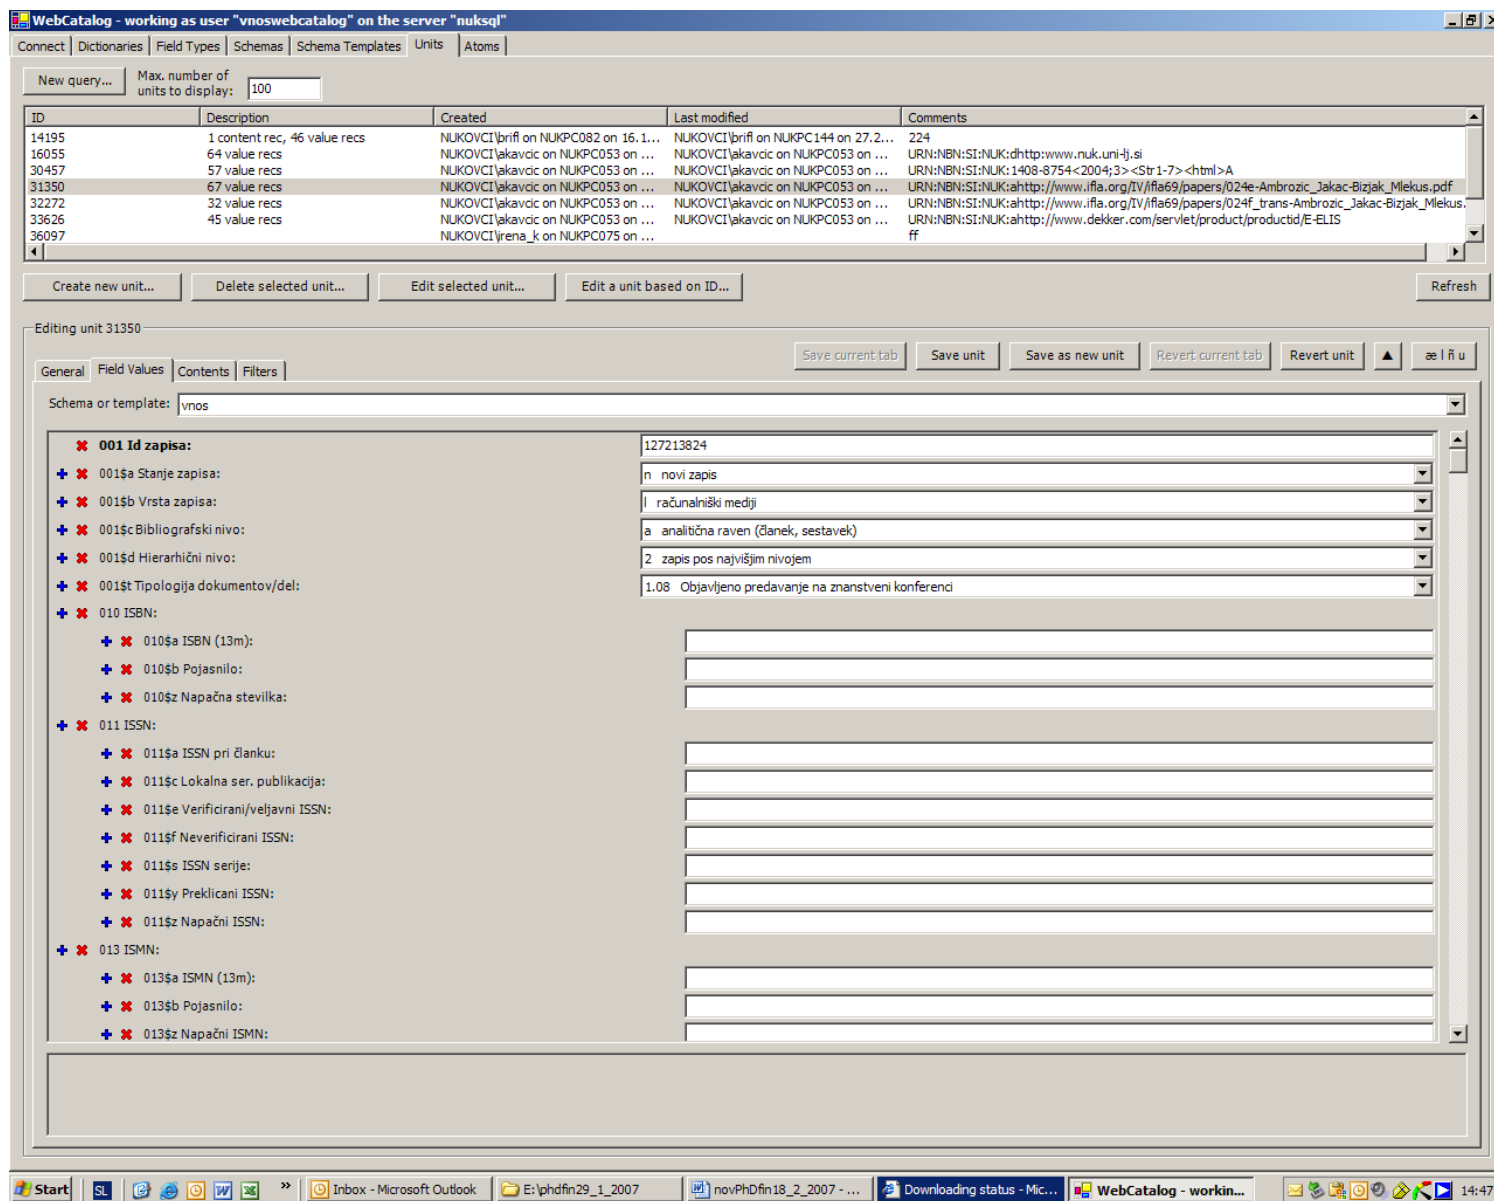 WebCatalog - working as user "vnoswebcatalog" on the server "nuksql"
Connect Dictionaries Field Types Schemas Schema Templates Units Atoms
New query... Max. number of units to display: 100
ID Description Created Last modified Comments
14195 1 content rec, 46 value recs NUKOVCI\brifl on NUKPC082 on 16.1... NUKOVCI\brifl on NUKPC144 on 27.2... 224
16055 64 value recs NUKOVCI\akavcic on NUKPC053 on ... NUKOVCI\akavcic on NUKPC053 on ... URN:NBN:SI:NUK:dhttp:www.nuk.uni-lj.si
30457 57 value recs NUKOVCI\akavcic on NUKPC053 on ... NUKOVCI\akavcic on NUKPC053 on ... URN:NBN:SI:NUK:1408-8754<2004;3><Str1-7><html>A
31350 67 value recs NUKOVCI\akavcic on NUKPC053 on ... NUKOVCI\akavcic on NUKPC053 on ... URN:NBN:SI:NUK:ahttp://www.ifla.org/IV/ifla69/papers/024e-Ambrozic_Jakac-Bizjak_Mlekus.pdf
32272 32 value recs NUKOVCI\akavcic on NUKPC053 on ... NUKOVCI\akavcic on NUKPC053 on ... URN:NBN:SI:NUK:ahttp://www.ifla.org/IV/ifla69/papers/024f_trans-Ambrozic_Jakac-Bizjak_Mlekus.
33626 45 value recs NUKOVCI\akavcic on NUKPC053 on ... NUKOVCI\akavcic on NUKPC053 on ... URN:NBN:SI:NUK:ahttp://www.dekker.com/servlet/product/productid/E-ELIS
36097 NUKOVCI\irena_k on NUKPC075 on ... ff
Create new unit... Delete selected unit... Edit selected unit... Edit a unit based on ID... Refresh
Editing unit 31350
Save current tab Save unit Save as new unit Revert current tab Revert unit ▲ æ l ñ u
General Field Values Contents Filters
Schema or template: vnos
001 Id zapisa: 127213824
001$a Stanje zapisa: n novi zapis
001$b Vrsta zapisa: l računalniški mediji
001$c Bibliografski nivo: a analitična raven (članek, sestavek)
001$d Hierarhični nivo: 2 zapis pos najvišjim nivojem
001$t Tipologija dokumentov/del: 1.08 Objavljeno predavanje na znanstveni konferenci
010 ISBN:
010$a ISBN (13m):
010$b Pojasnilo:
010$z Napačna stevilka:
011 ISSN:
011$a ISSN pri članku:
011$c Lokalna ser. publikacija:
011$e Verificirani/veljavni ISSN:
011$f Neverificirani ISSN:
011$s ISSN serije:
011$y Preklicani ISSN:
011$z Napačni ISSN:
013 ISMN:
013$a ISMN (13m):
013$b Pojasnilo:
013$z Napačni ISMN:
Start SL » Inbox - Microsoft Outlook E:\phdfin29_1_2007 novPhDfin18_2_2007 - ... Downloading status - Mic... WebCatalog - workin... 14:47